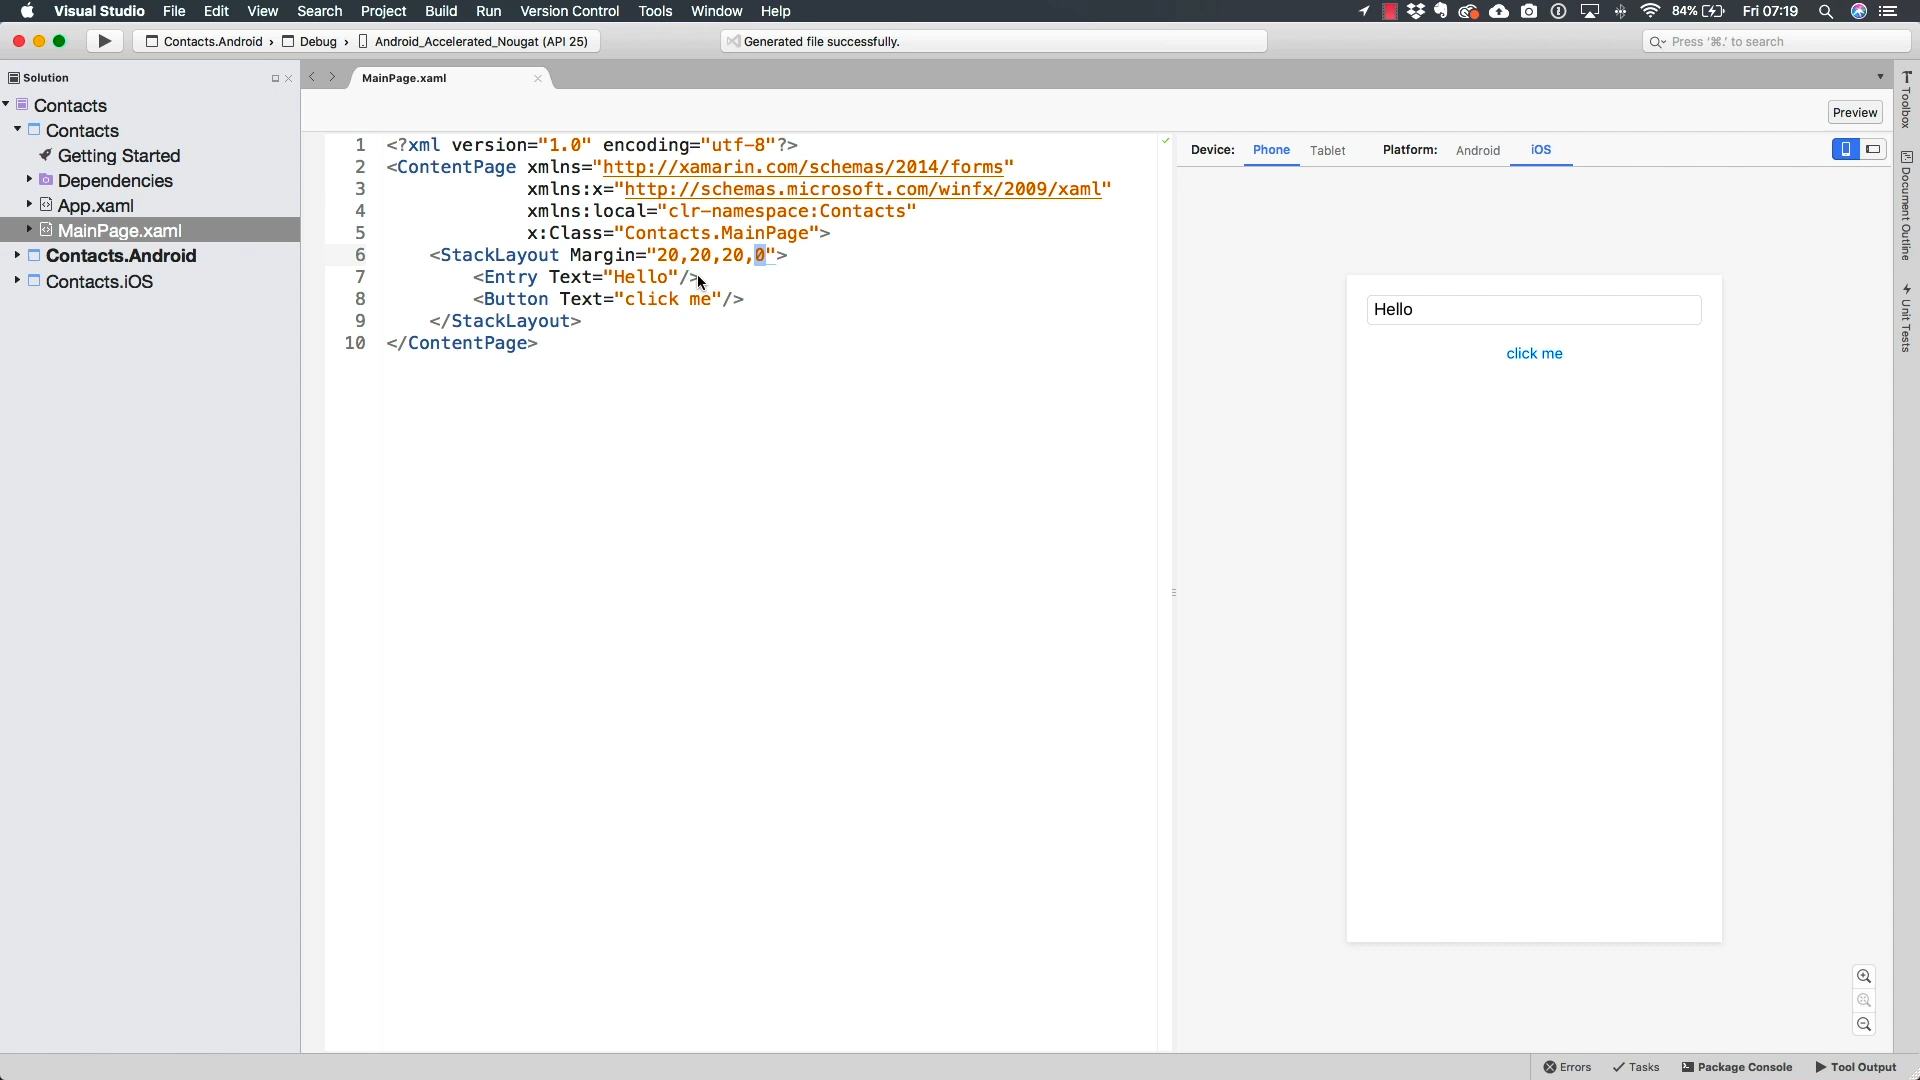 Visual Studio File Edit View Search Project Build Run Version Control Tools Window Help 84% Fri 07:19
Contacts.Android › Debug › Android_Accelerated_Nougat (API 25) Generated file successfully. Press '⌘.' to search
Solution
MainPage.xaml
Contacts
Contacts
Getting Started
Dependencies
App.xaml
MainPage.xaml
Contacts.Android
Contacts.iOS
Preview
1 <?xml version="1.0" encoding="utf-8"?>
2 <ContentPage xmlns="http://xamarin.com/schemas/2014/forms"
3 xmlns:x="http://schemas.microsoft.com/winfx/2009/xaml"
4 xmlns:local="clr-namespace:Contacts"
5 x:Class="Contacts.MainPage">
6 <StackLayout Margin="20,20,20,0">
7 <Entry Text="Hello"/>
8 <Button Text="click me"/>
9 </StackLayout>
10 </ContentPage>
Device: Phone Tablet Platform: Android iOS
Hello
click me
Toolbox
Document Outline
Unit Tests
Errors Tasks Package Console Tool Output